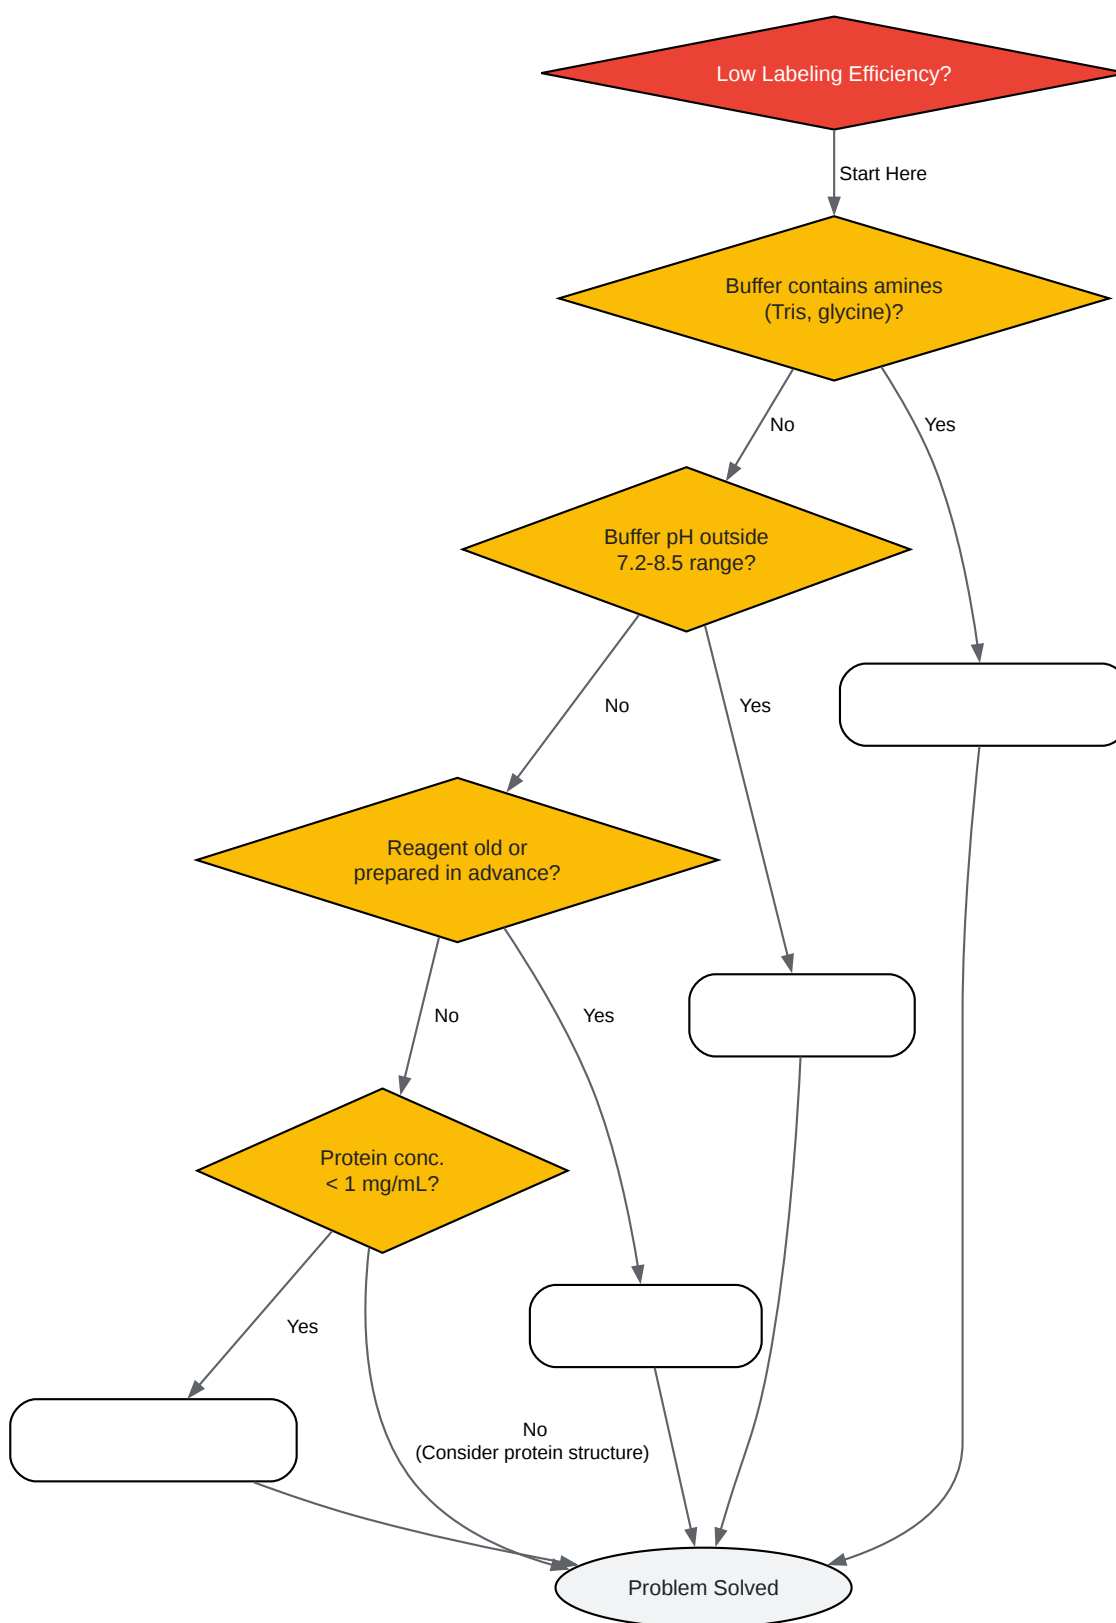 Low Labeling Efficiency?
Start Here
Buffer contains amines
(Tris, glycine)?
No
Yes
Buffer pH outside
7.2-8.5 range?
No
Yes
Reagent old or
prepared in advance?
No
Yes
Protein conc.
< 1 mg/mL?
Yes
No
(Consider protein structure)
Problem Solved